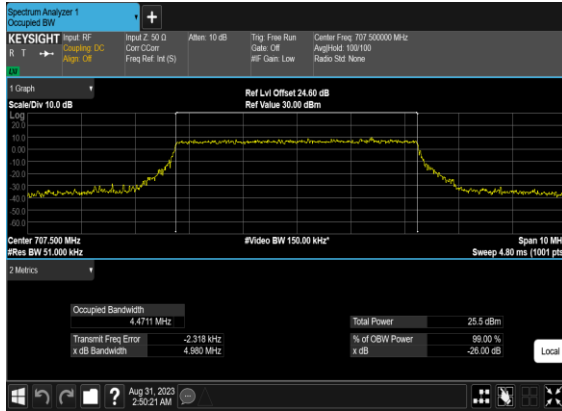 Spectrum Analyzer 1
Occupied BW
+
KEYSIGHT Input: RF Input Z: 50 Ω Atten: 10 dB Trig: Free Run Center Freq: 707.500000 MHz
R T Coupling: DC Corr CCorr Gate: Off Avg|Hold: 100/100
Align: Off Freq Ref: Int (S) #IF Gain: Low Radio Std: None
1 Graph Ref Lvl Offset 24.60 dB
Scale/Div 10.0 dB Ref Value 30.00 dBm
Log
20.0
10.0
0.00
-10.0
-20.0
-30.0
-40.0
-50.0
-60.0
Center 707.500 MHz #Video BW 150.00 kHz* Span 10 MH
#Res BW 51.000 kHz Sweep 4.80 ms (1001 pts
2 Metrics
Occupied Bandwidth
4.4711 MHz Total Power 25.5 dBm
Transmit Freq Error -2.318 kHz % of OBW Power 99.00 %
x dB Bandwidth 4.980 MHz x dB -26.00 dB
Local
? Aug 31, 2023
2:50:21 AM